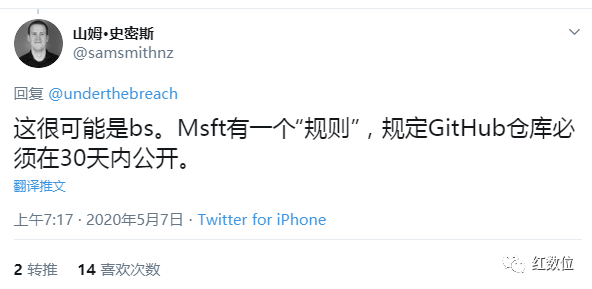 山姆•史密斯
@samsmithnz
回复 @underthebreach
这很可能是bs。Msft有一个“规则”，规定GitHub仓库必
须在30天内公开。
翻译推文
上午7:17 · 2020年5月7日 · Twitter for iPhone
2 转推 14 喜欢次数
红数位